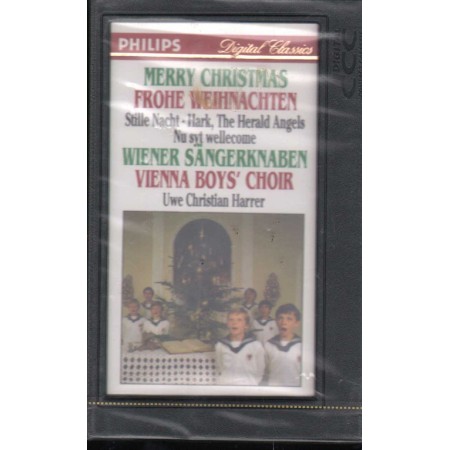 PHILIPS Digital Classics
MERRY CHRISTMAS
FROHE WEIHNACHTEN
Stille Nacht - Hark, The Herald Angels
Nu syt wellecome
WIENER SÄNGERKNABEN
VIENNA BOYS' CHOIR
Uwe Christian Harrer